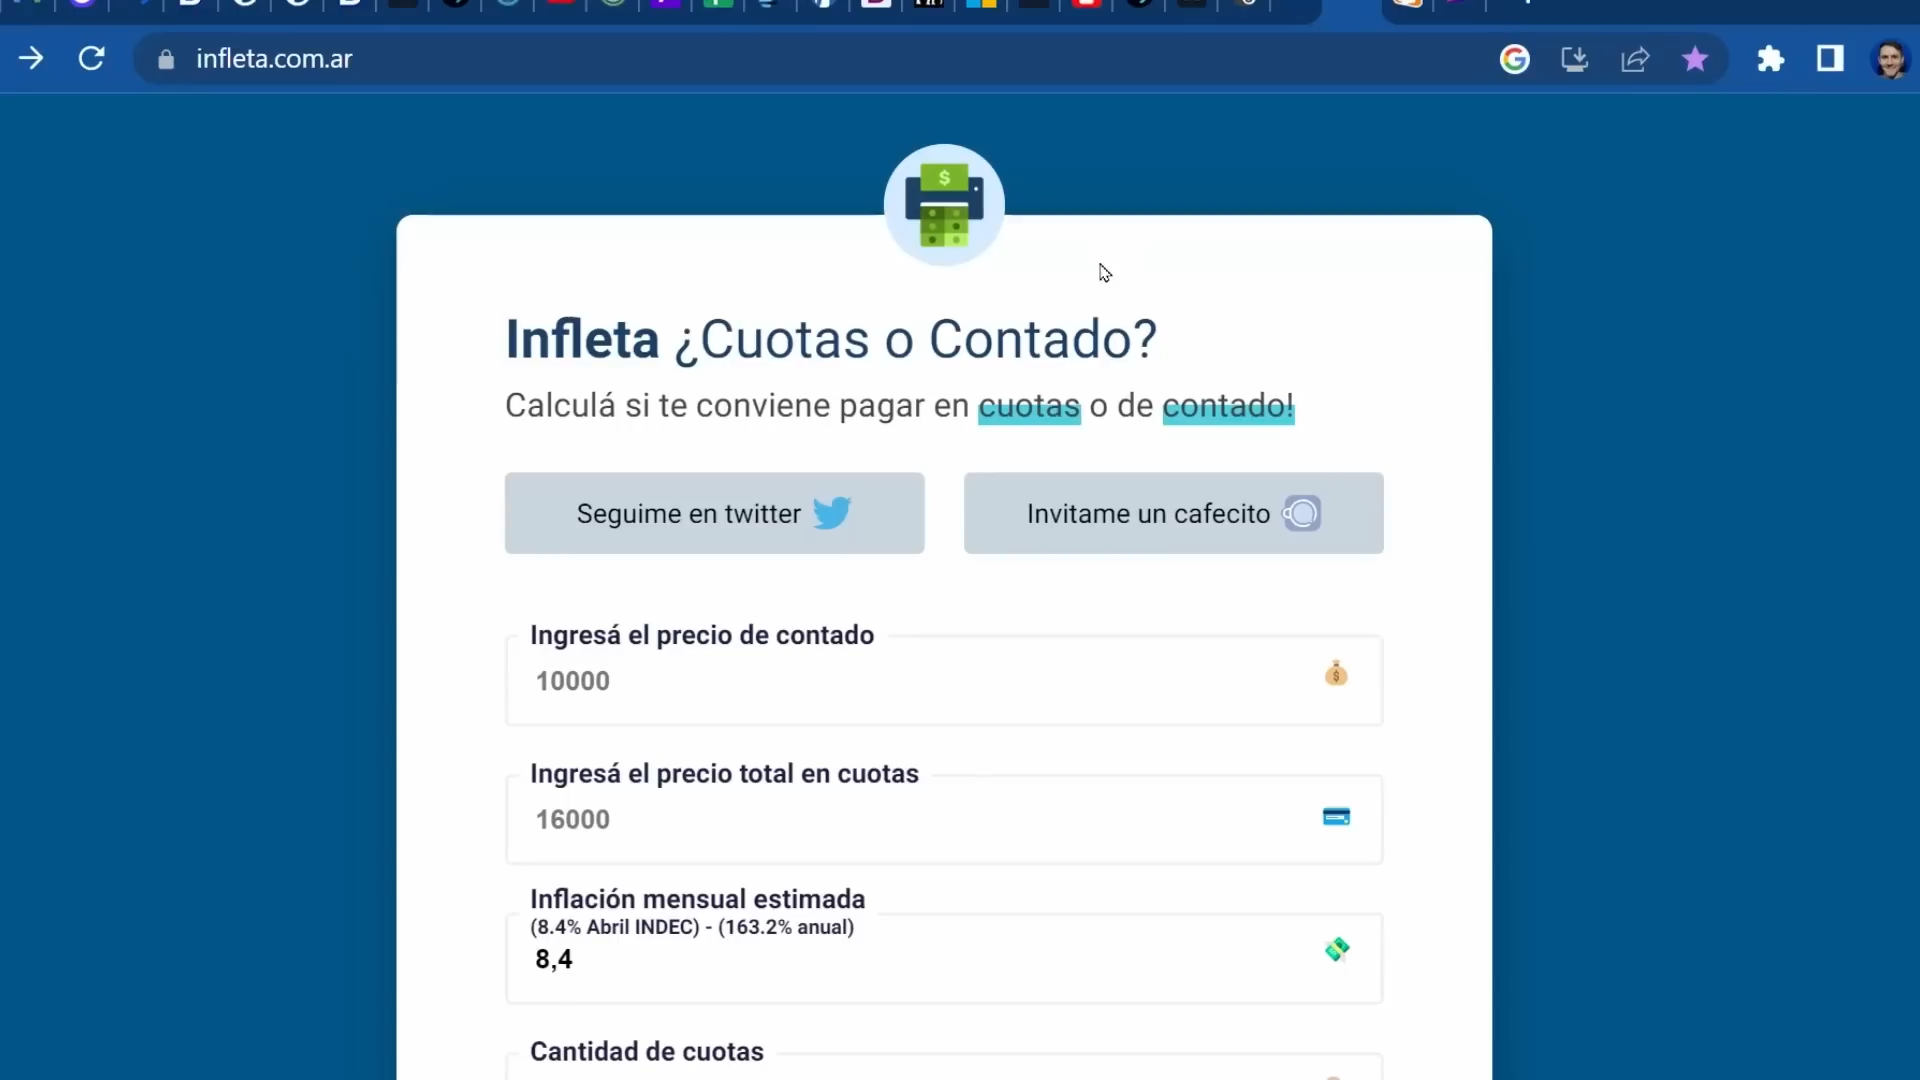 infleta.com.ar
Infleta ¿Cuotas o Contado?
Calculá si te conviene pagar en cuotas o de contado!
Seguime en twitter
Invitame un cafecito
Ingresá el precio de contado
10000
Ingresá el precio total en cuotas
16000
Inflación mensual estimada
(8.4% Abril INDEC) - (163.2% anual)
8,4
Cantidad de cuotas